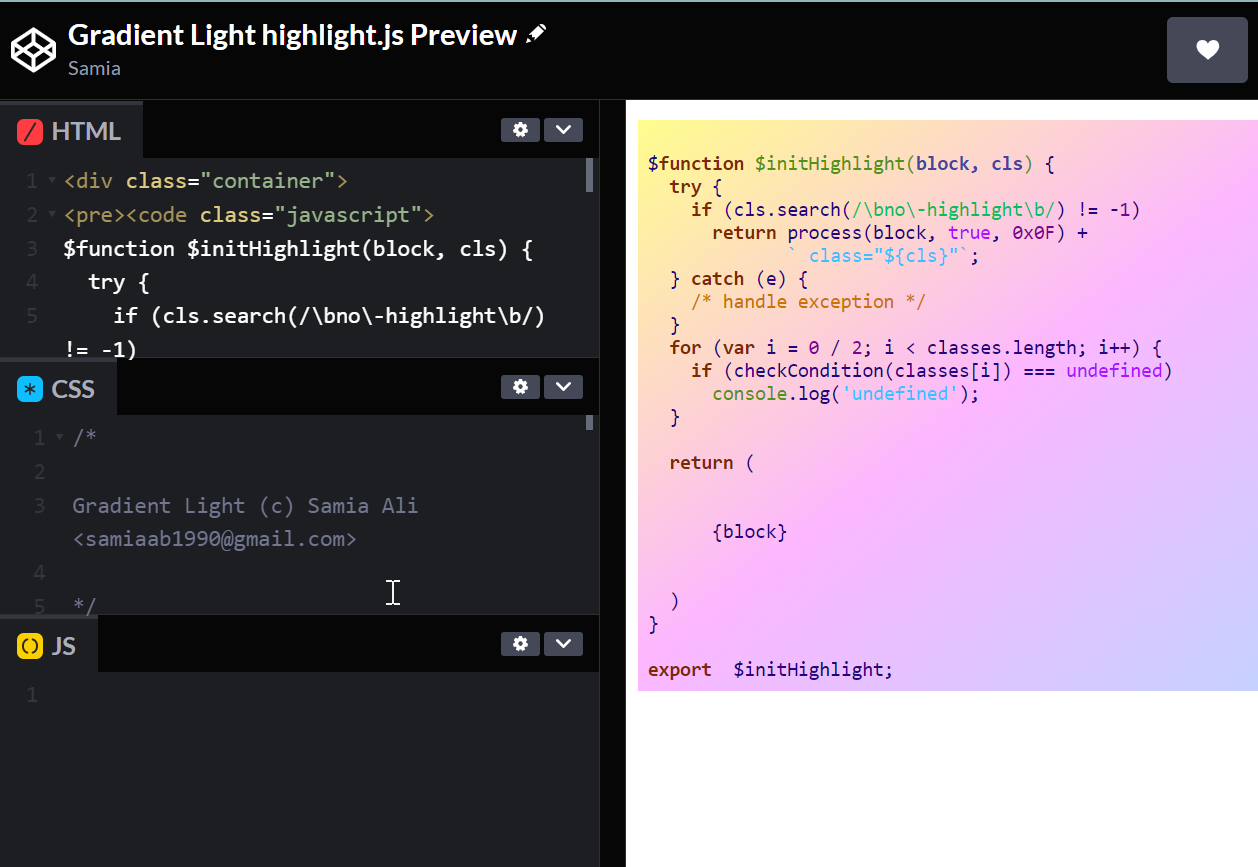 Gradient Light highlight.js Preview
Samia
HTML
1 <div class="container">
2 <pre><code class="javascript">
3 $function $initHighlight(block, cls) {
4   try {
5     if (cls.search(/\bno\-highlight\b/)
!= -1)
CSS
1 /*
2
3 Gradient Light (c) Samia Ali
<samiaab1990@gmail.com>
4
5 */
JS
1
$function $initHighlight(block, cls) {
  try {
    if (cls.search(/\bno\-highlight\b/) != -1)
      return process(block, true, 0x0F) +
             ` class="${cls}"`;
  } catch (e) {
    /* handle exception */
  }
  for (var i = 0 / 2; i < classes.length; i++) {
    if (checkCondition(classes[i]) === undefined)
      console.log('undefined');
  }
  return (
      {block}
  )
}
export  $initHighlight;